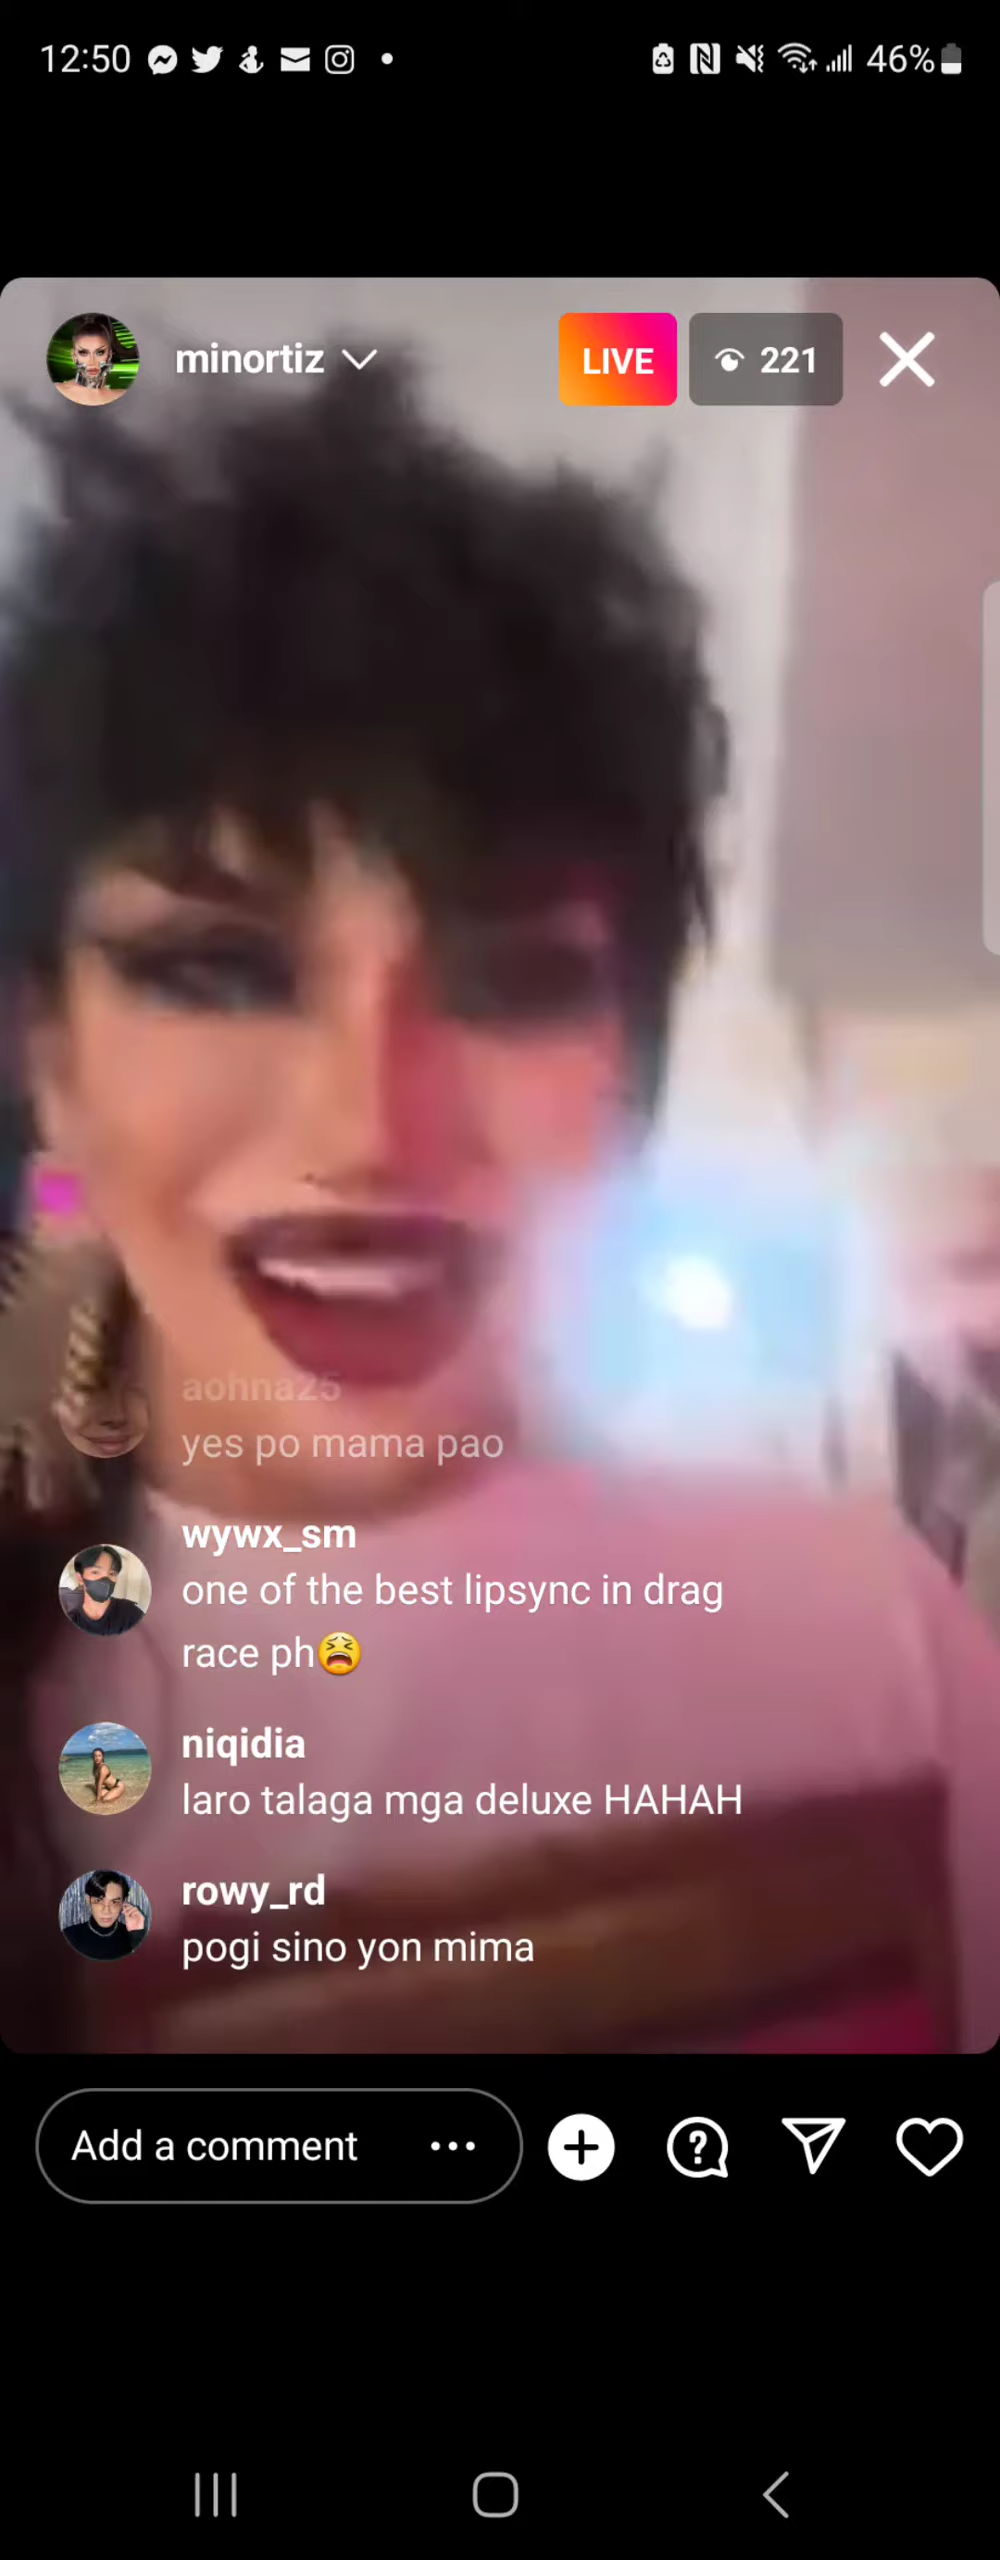 12:50
46%
minortiz
LIVE
221
aohna25
yes po mama pao
wywx_sm
one of the best lipsync in drag
race ph😫
niqidia
laro talaga mga deluxe HAHAH
rowy_rd
pogi sino yon mima
Add a comment